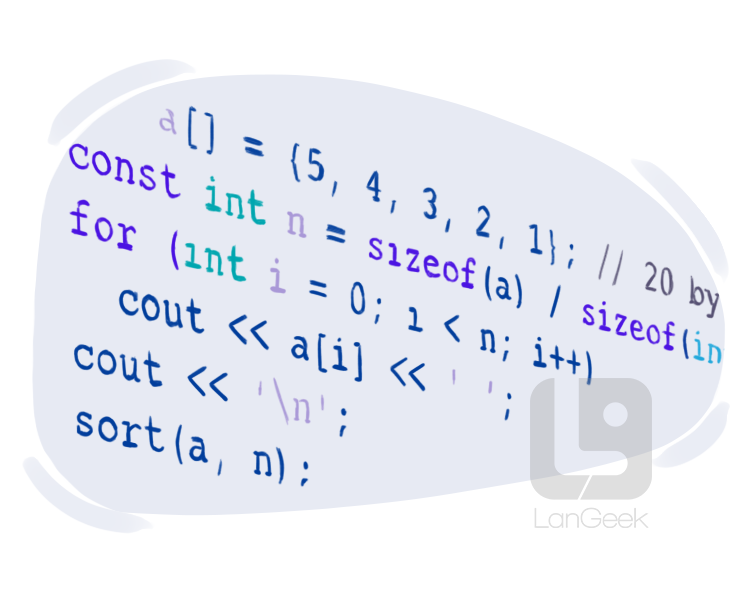 a[] = {5, 4, 3, 2, 1}; // 20 by
const int n = sizeof(a) / sizeof(in
for (int i = 0; ı < n; i++)
cout << a[i] << ' ';
cout << '\n';
sort(a, n);
LanGeek